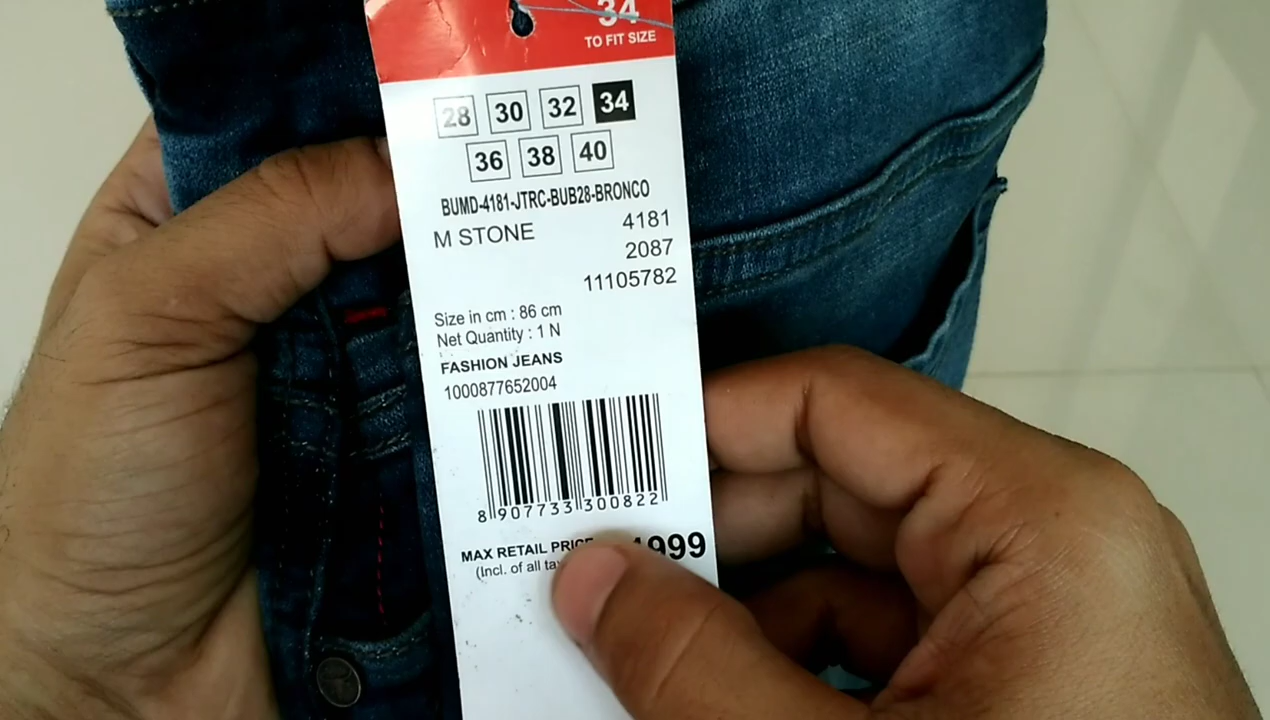 34
TO FIT SIZE
28 30 32 34
36 38 40
BUMD-4181-JTRC-BUB28-BRONCO
M STONE 4181
2087
11105782
Size in cm : 86 cm
Net Quantity : 1 N
FASHION JEANS
1000877652004
8907733300822
MAX RETAIL PRICE 1999
(Incl. of all